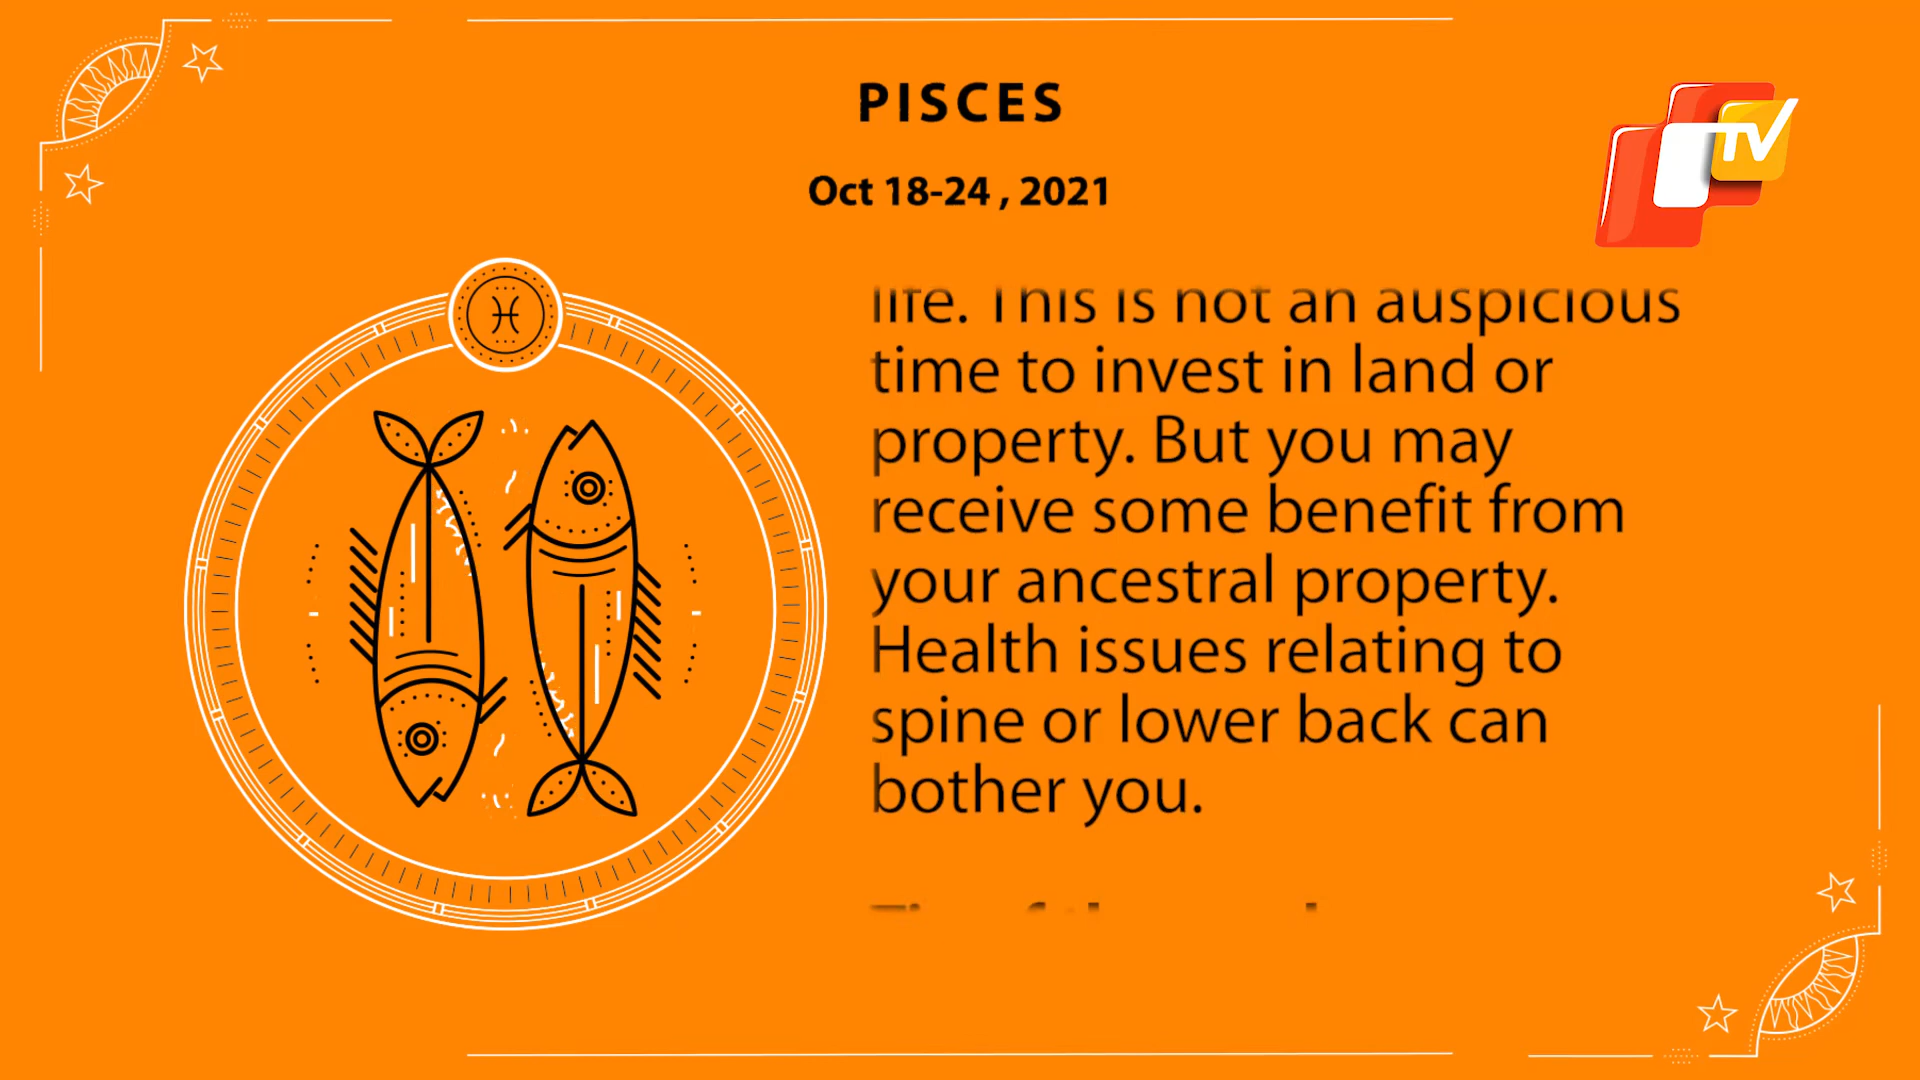 PISCES
Oct 18-24 , 2021
TV
life. This is not an auspicious
time to invest in land or
property. But you may
receive some benefit from
your ancestral property.
Health issues relating to
spine or lower back can
bother you.